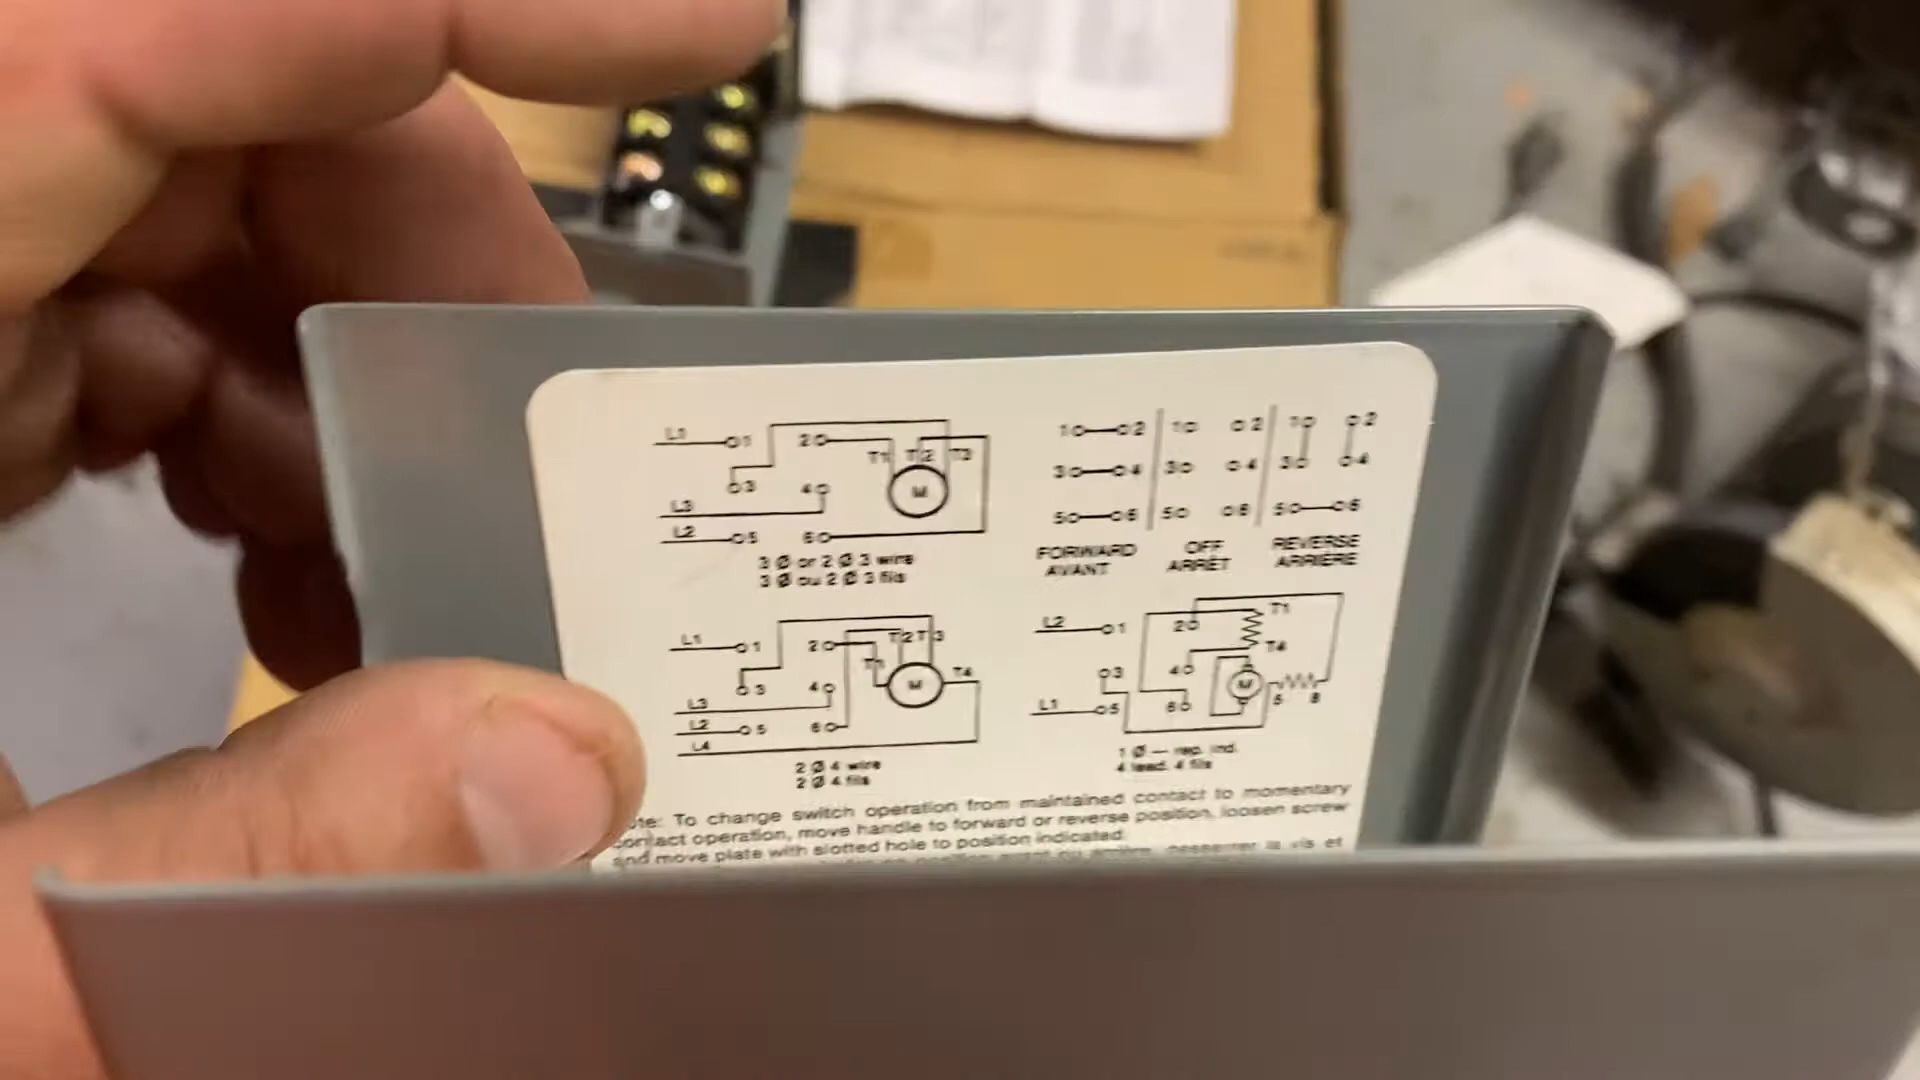 L1 1 2 T1 T2 T3
3 4 M
L3
L2 5 6
3 Ø or 2 Ø 3 wire
3 Ø ou 2 Ø 3 fils
1 2 1 2 1 2
3 4 3 4 3 4
5 6 5 6 5 6
FORWARD OFF REVERSE
AVANT ARRÊT ARRIÈRE
L1 1 2 T2 T3
T1
3 4 M T4
L3
L2 5 6
L4
2 Ø 4 wire
2 Ø 4 fils
L2 1 2 T1
T4
3 4 M
L1 5 6 5 8
1 Ø — rep. ind.
4 lead. 4 fils
To change switch operation from maintained contact to momentary
contact operation, move handle to forward or reverse position, loosen screw
and move plate with slotted hole to position indicated.
vis et